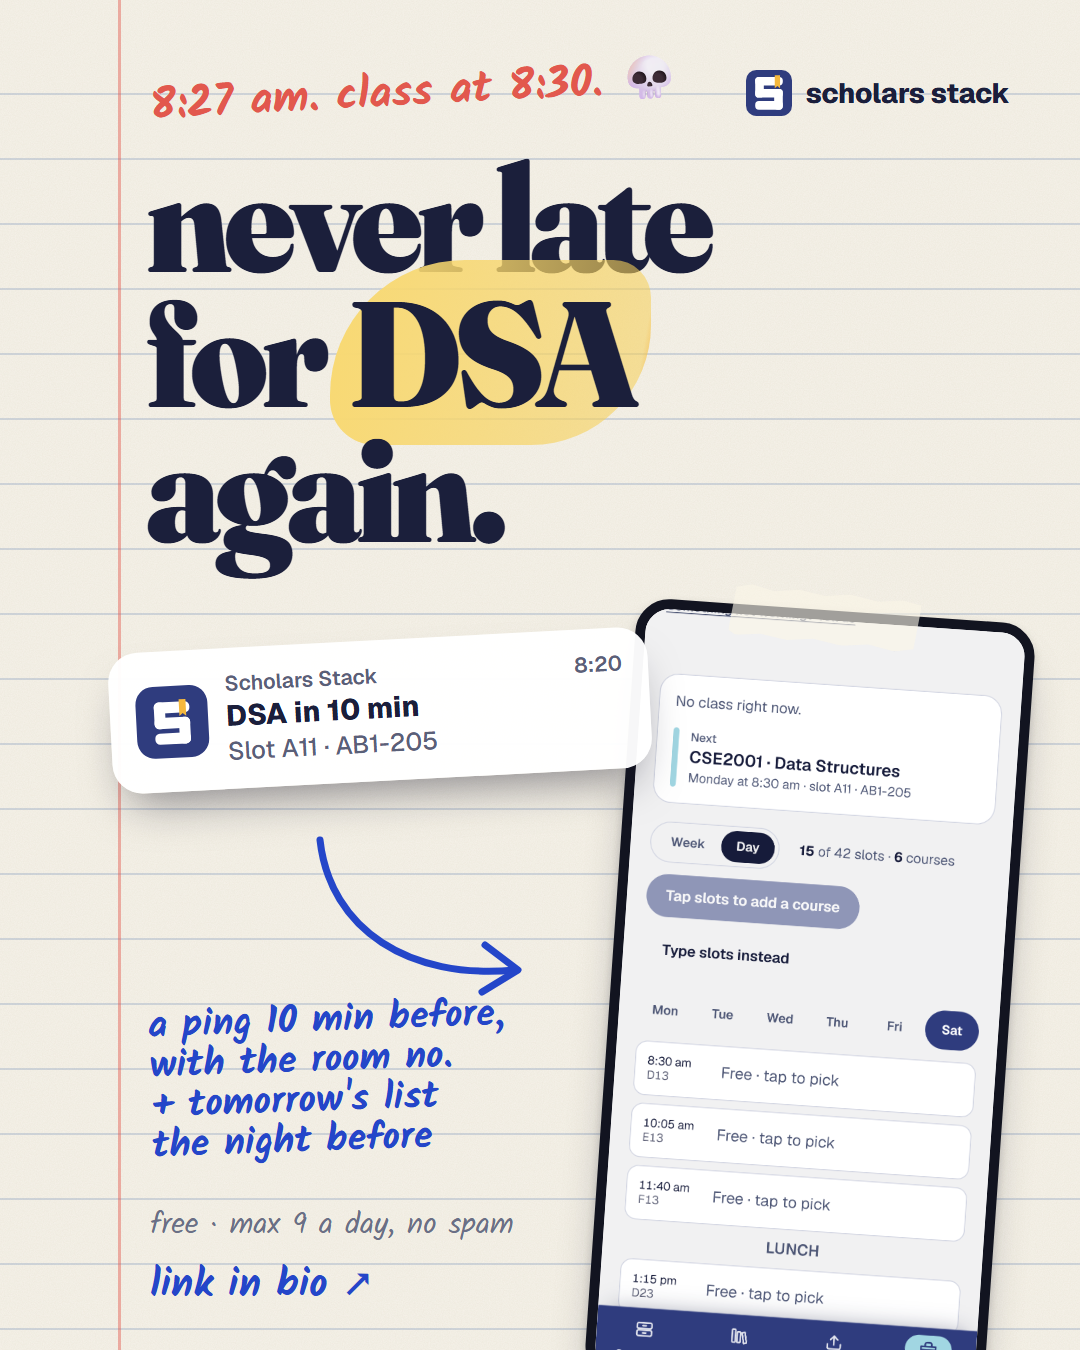 8:27 am. class at 8:30. 💀
scholars stack
never late
for DSA
again.
Scholars Stack
8:20
DSA in 10 min
Slot A11 · AB1-205
No class right now.
Next
CSE2001 · Data Structures
Monday at 8:30 am · slot A11 · AB1-205
Week
Day
15 of 42 slots · 6 courses
Tap slots to add a course
Type slots instead
Mon
Tue
Wed
Thu
Fri
Sat
8:30 am
D13
Free · tap to pick
10:05 am
E13
Free · tap to pick
11:40 am
F13
Free · tap to pick
LUNCH
1:15 pm
D23
Free · tap to pick
a ping 10 min before,
with the room no.
+ tomorrow's list
the night before
free · max 9 a day, no spam
link in bio ↗